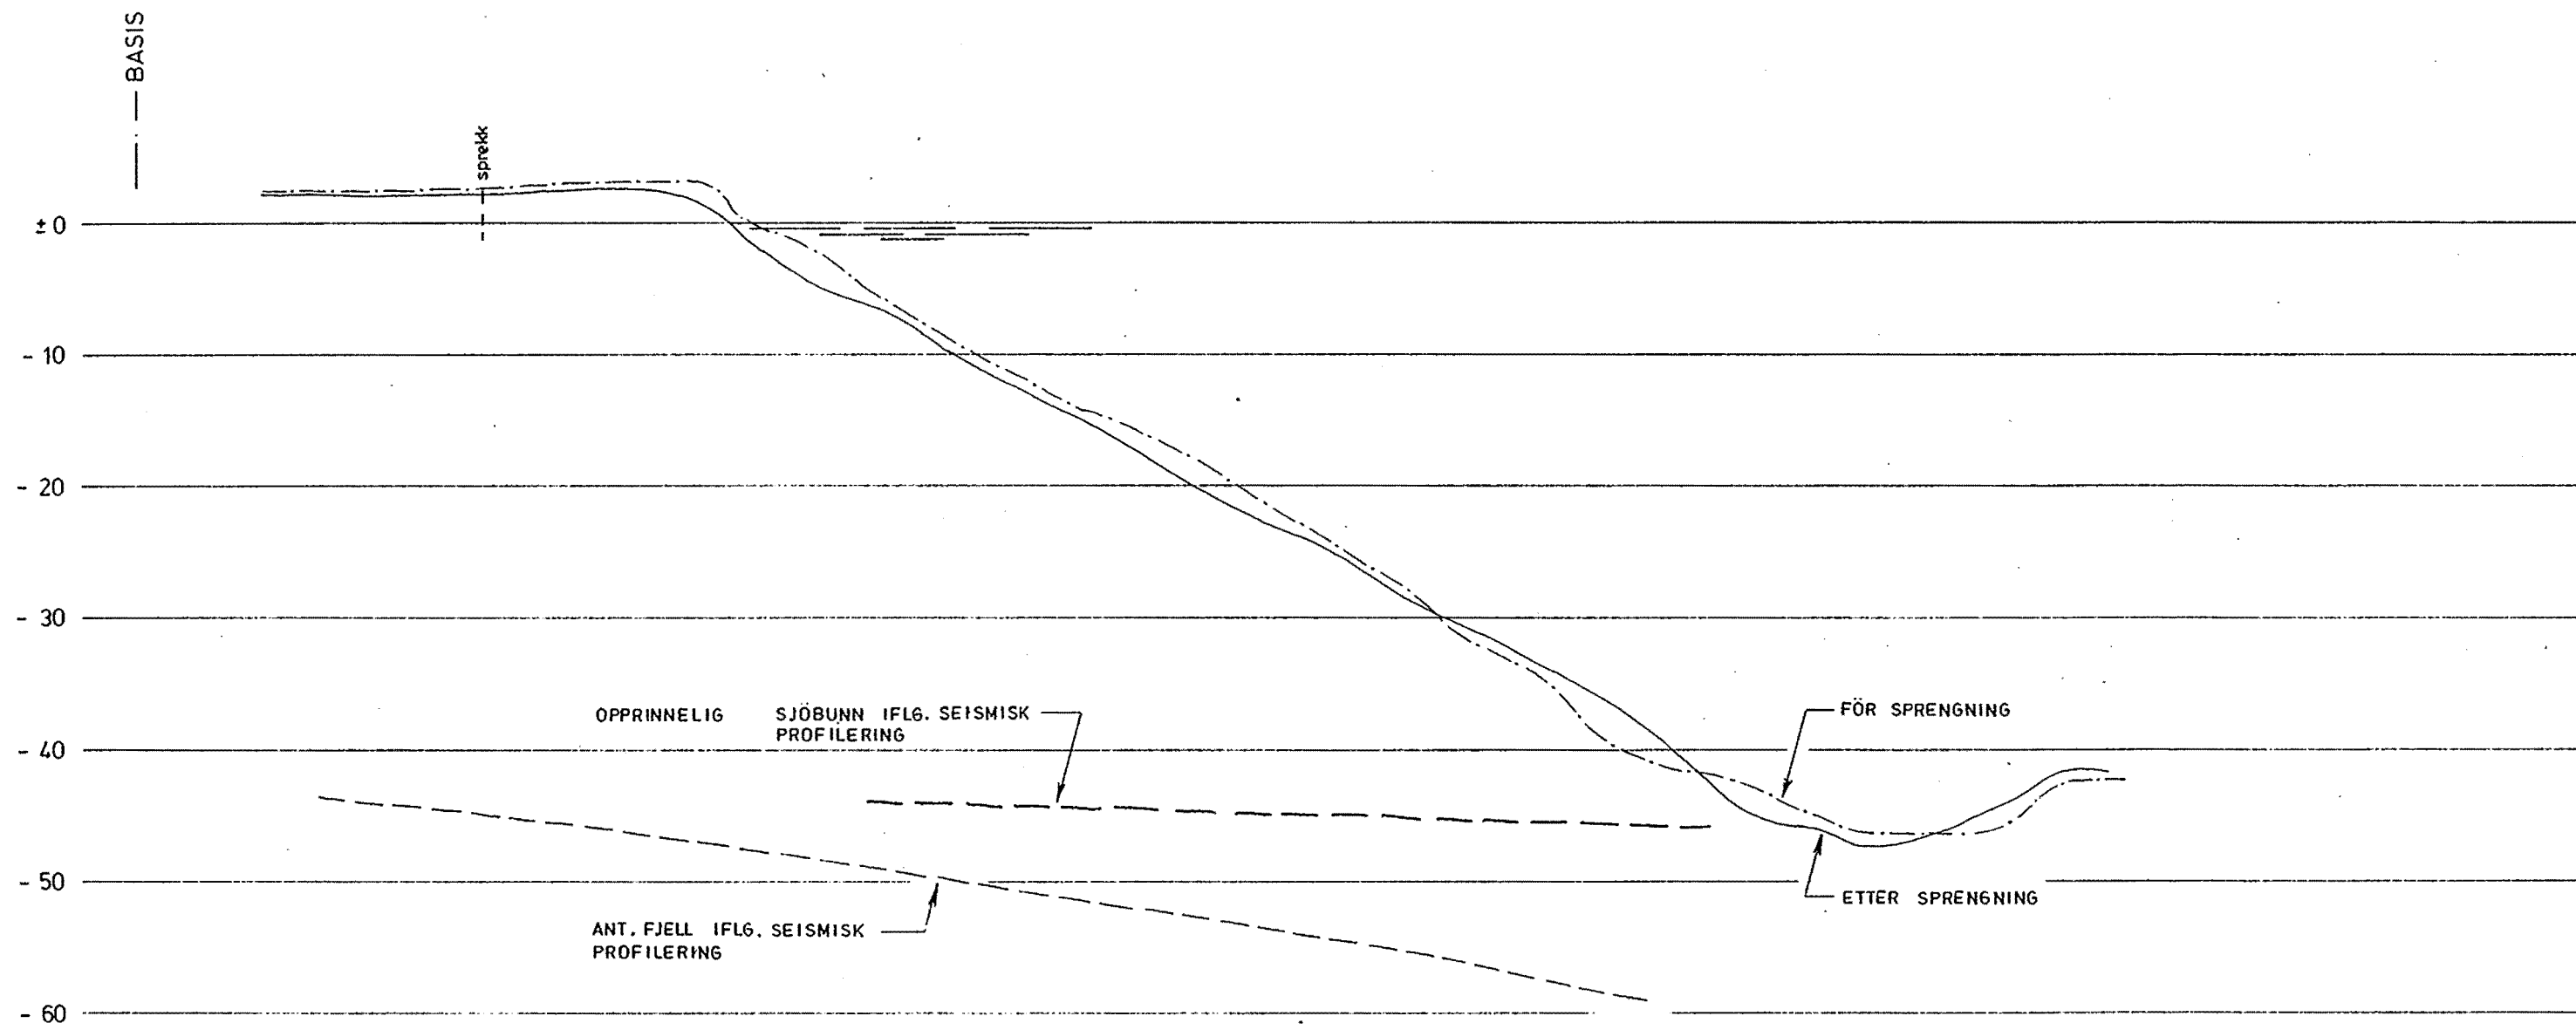 BASIS
sprekk
± 0
- 10
- 20
- 30
- 40
- 50
- 60
OPPRINNELIG SJÖBUNN IFLG. SEISMISK
PROFILERING
FÖR SPRENGNING
ETTER SPRENGNING
ANT. FJELL IFLG. SEISMISK
PROFILERING